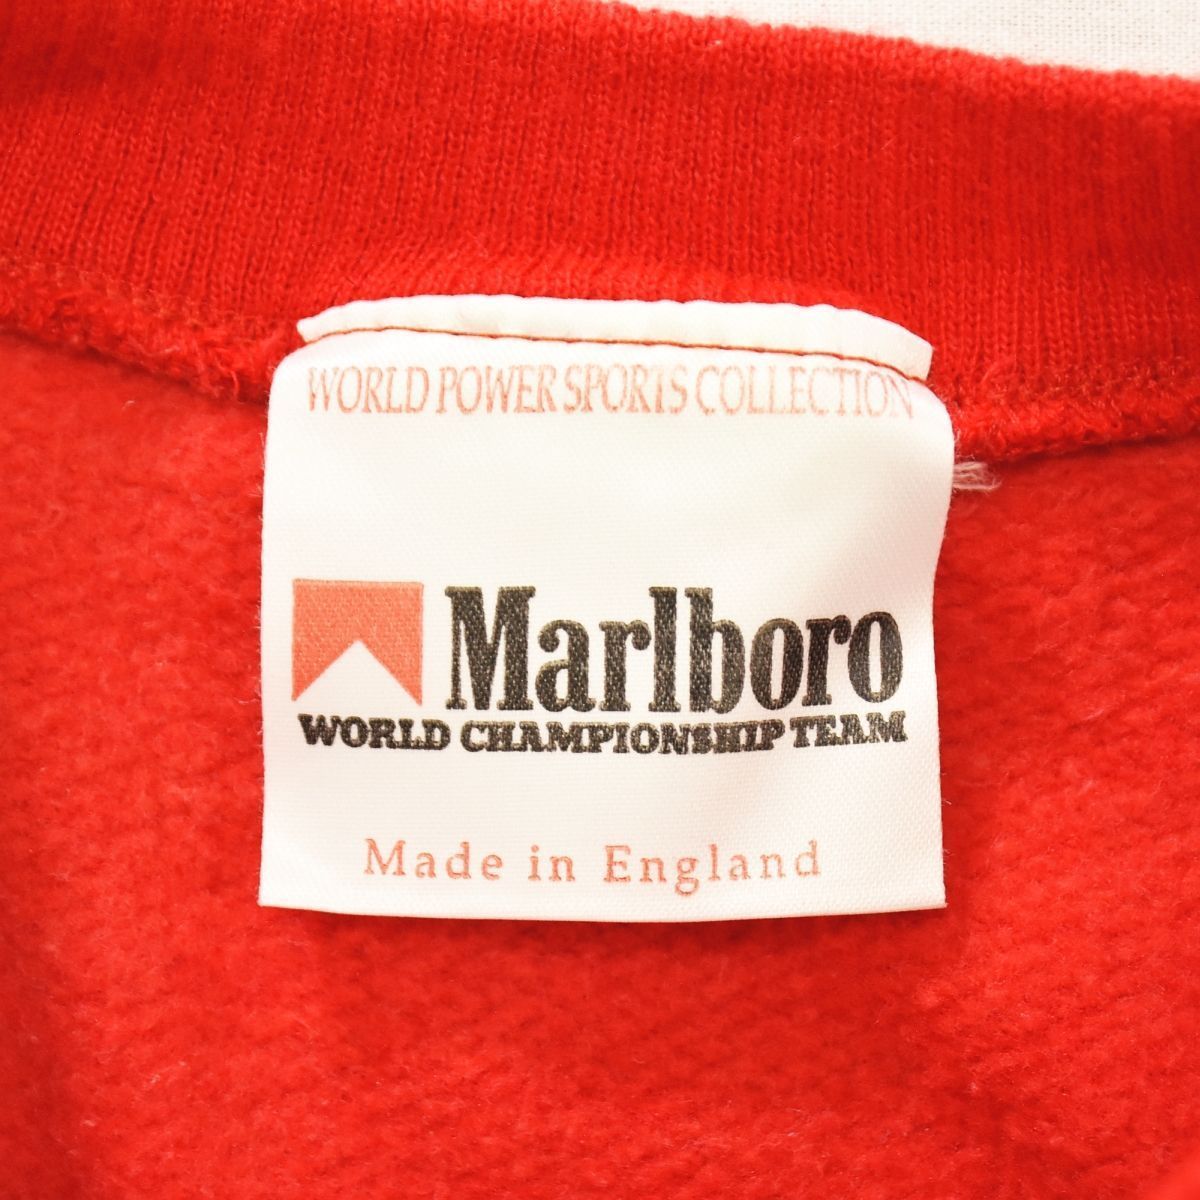 WORLD POWER SPORTS COLLECTION
Marlboro
WORLD CHAMPIONSHIP TEAM
Made in England